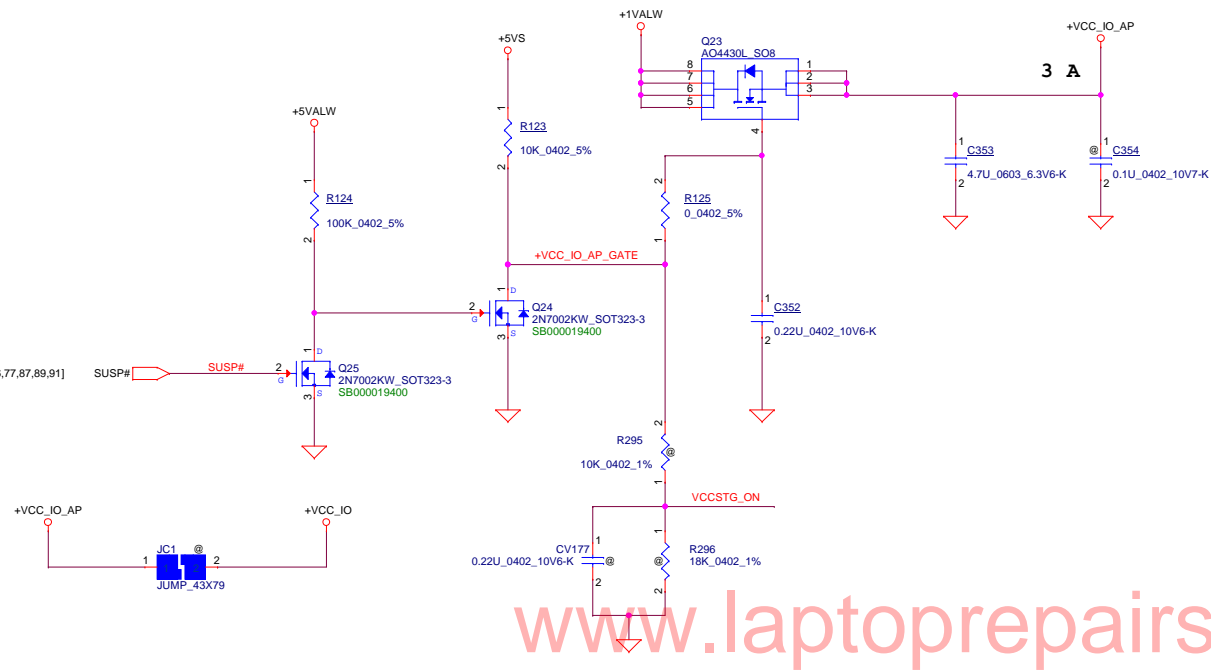 +1VALW
+5VS
Q23
AO4430L_SO8
+VCC_IO_AP
8
7
6
5
1
2
3
4
3 A
+5VALW
1
R123
10K_0402_5%
2
1
R124
100K_0402_5%
2
2
R125
0_0402_5%
1
1
C353
4.7U_0603_6.3V6-K
2
@
1
C354
0.1U_0402_10V7-K
2
+VCC_IO_AP_GATE
1
D
2
G
Q24
2N7002KW_SOT323-3
SB000019400
3
S
1
C352
0.22U_0402_10V6-K
2
,77,87,89,91]
SUSP#
SUSP#
1
D
2
G
Q25
2N7002KW_SOT323-3
SB000019400
3
S
2
R295
@
10K_0402_1%
1
VCCSTG_ON
+VCC_IO_AP
+VCC_IO
JC1
@
1
2
JUMP_43X79
1
CV177
0.22U_0402_10V6-K
@
2
1
R296
@
18K_0402_1%
2
www.laptoprepairs